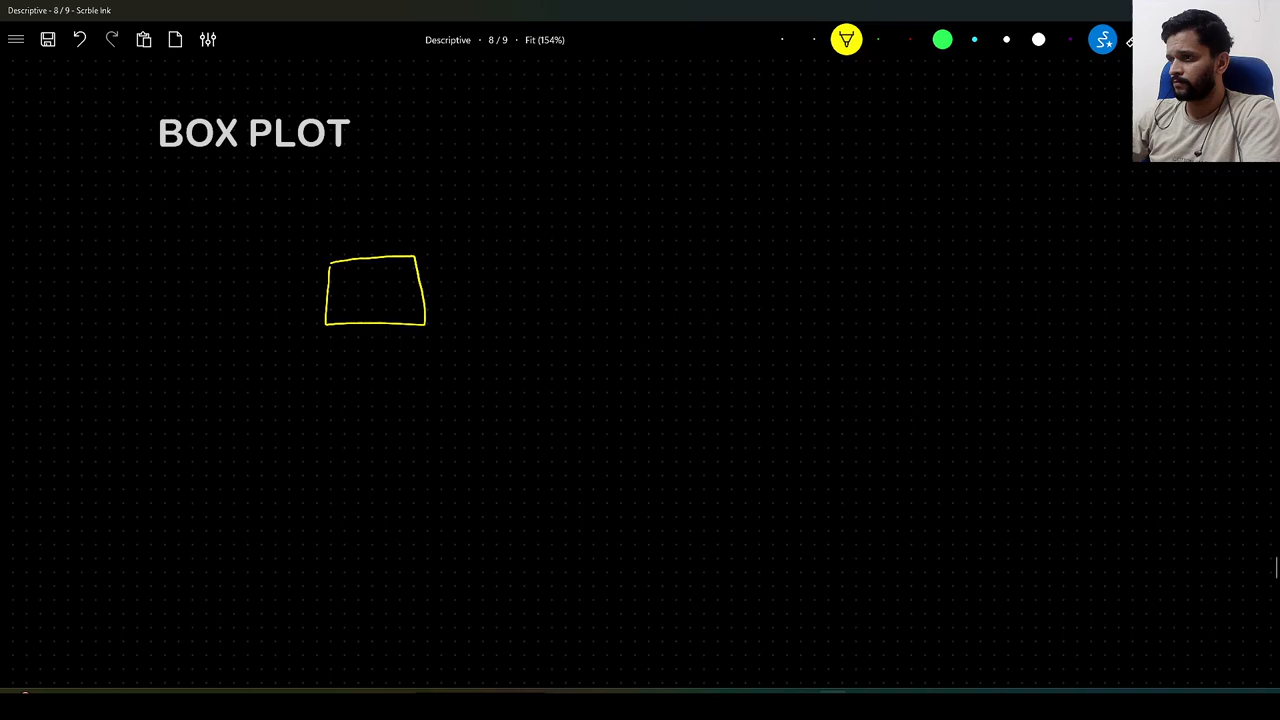 Descriptive - 8 / 9 - Scrble Ink
Descriptive · 8 / 9 · Fit (154%)
BOX PLOT